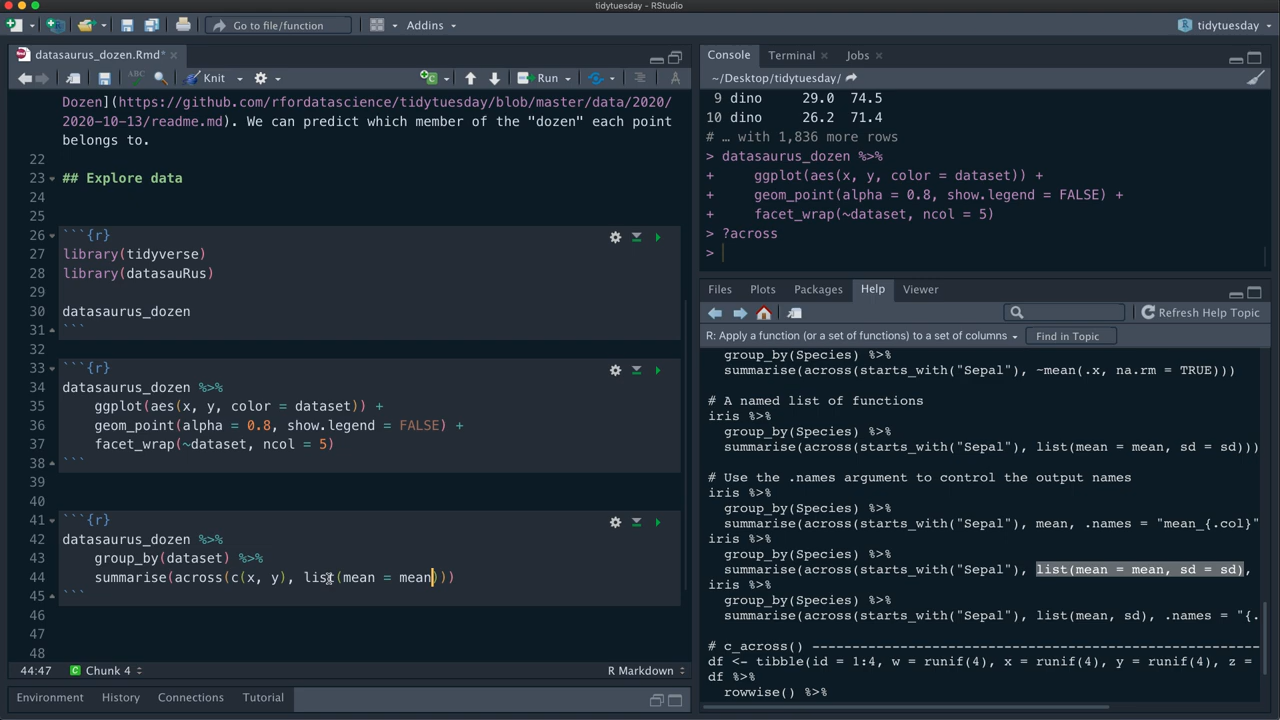 tidytuesday - RStudio
Go to file/function
Addins
tidytuesday
datasaurus_dozen.Rmd*
Knit
Run
Dozen](https://github.com/rfordatascience/tidytuesday/blob/master/data/2020/
2020-10-13/readme.md). We can predict which member of the "dozen" each point
belongs to.
22
23 ## Explore data
24
25
26 ```{r}
27 library(tidyverse)
28 library(datasauRus)
29
30 datasaurus_dozen
31 ```
32
33 ```{r}
34 datasaurus_dozen %>%
35 ggplot(aes(x, y, color = dataset)) +
36 geom_point(alpha = 0.8, show.legend = FALSE) +
37 facet_wrap(~dataset, ncol = 5)
38 ```
39
40
41 ```{r}
42 datasaurus_dozen %>%
43 group_by(dataset) %>%
44 summarise(across(c(x, y), list(mean = mean)))
45 ```
46
47
48
44:47 Chunk 4 R Markdown
Environment History Connections Tutorial
Console Terminal Jobs
~/Desktop/tidytuesday/
9 dino 29.0 74.5
10 dino 26.2 71.4
# … with 1,836 more rows
> datasaurus_dozen %>%
+ ggplot(aes(x, y, color = dataset)) +
+ geom_point(alpha = 0.8, show.legend = FALSE) +
+ facet_wrap(~dataset, ncol = 5)
> ?across
>
Files Plots Packages Help Viewer
Refresh Help Topic
R: Apply a function (or a set of functions) to a set of columns Find in Topic
group_by(Species) %>%
summarise(across(starts_with("Sepal"), ~mean(.x, na.rm = TRUE)))
# A named list of functions
iris %>%
group_by(Species) %>%
summarise(across(starts_with("Sepal"), list(mean = mean, sd = sd)))
# Use the .names argument to control the output names
iris %>%
group_by(Species) %>%
summarise(across(starts_with("Sepal"), mean, .names = "mean_{.col}"
iris %>%
group_by(Species) %>%
summarise(across(starts_with("Sepal"), list(mean = mean, sd = sd),
iris %>%
group_by(Species) %>%
summarise(across(starts_with("Sepal"), list(mean, sd), .names = "{.
# c_across() ---------------------------------------------------------
df <- tibble(id = 1:4, w = runif(4), x = runif(4), y = runif(4), z =
df %>%
rowwise() %>%